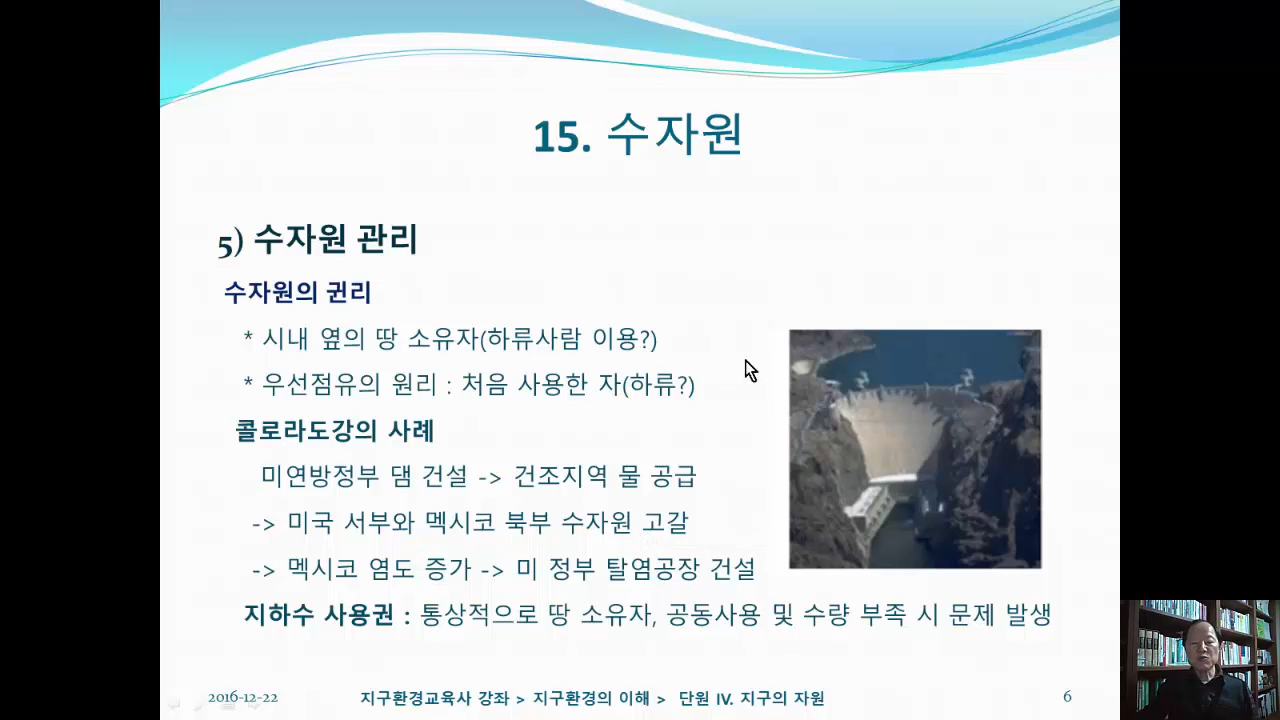 15. 수자원
5) 수자원 관리
수자원의 권리
* 시내 옆의 땅 소유자(하류사람 이용?)
* 우선점유의 원리 : 처음 사용한 자(하류?)
콜로라도강의 사례
미연방정부 댐 건설 -> 건조지역 물 공급
-> 미국 서부와 멕시코 북부 수자원 고갈
-> 멕시코 염도 증가 -> 미 정부 탈염공장 건설
지하수 사용권 : 통상적으로 땅 소유자, 공동사용 및 수량 부족 시 문제 발생
2016-12-22
지구환경교육사 강좌 > 지구환경의 이해 > 단원 IV. 지구의 자원
6